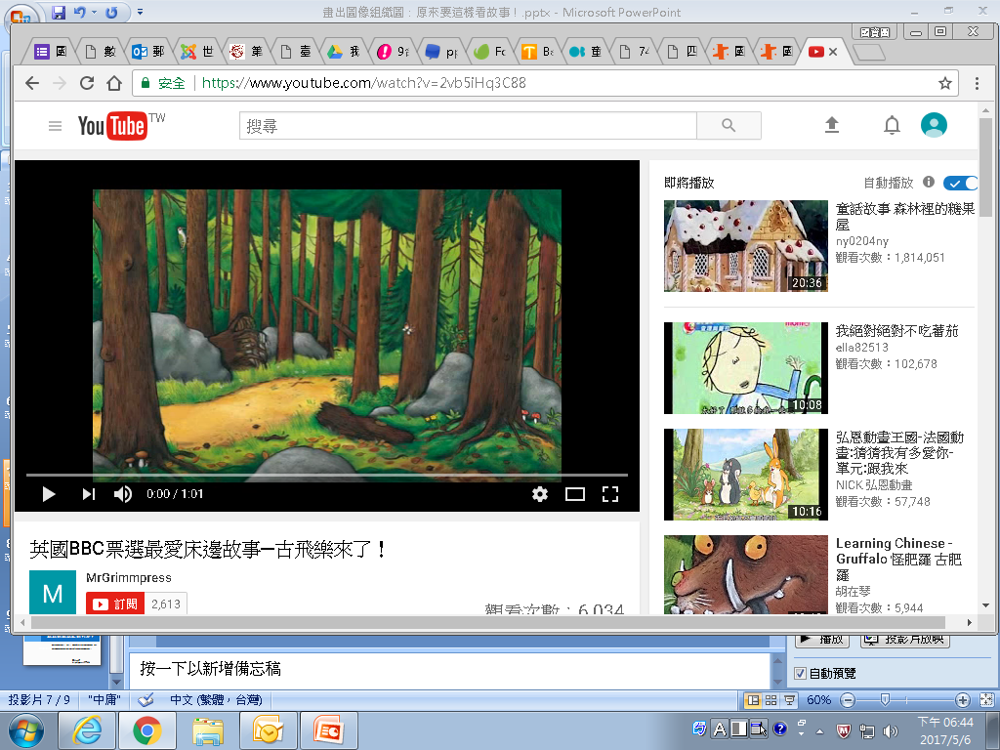 畫出圖像組織圖：原來要這樣看故事！.pptx - Microsoft PowerPoint
圖資圖
國
數
郵
世
臺
我
Fc
Ba
童
74
匹
國
國
安全 | https://www.youtube.com/watch?v=2vb5iHq3C88
YouTube TW
搜尋
即將播放
自動播放
童話故事 森林裡的糖果屋
ny0204ny
觀看次數：1,814,051
20:36
我絕對絕對不吃蕃茄
ella82513
觀看次數：102,678
10:08
弘恩動畫王國-法國動
畫:猜猜我有多愛你-
單元:跟我來
NICK 弘恩動畫
觀看次數：57,748
10:16
Learning Chinese -
Gruffalo 怪肥羅 古肥
羅
胡在琴
觀看次數：5,944
0:00 / 1:01
英國BBC票選最愛床邊故事─古飛樂來了！
M
MrGrimmpress
訂閱 2,613
觀看次數：6,034
播放
投影片放映
自動預覽
按一下以新增備忘稿
投影片 7 / 9
"中庸"
中文 (繁體，台灣)
60%
下午 06:44
2017/5/6